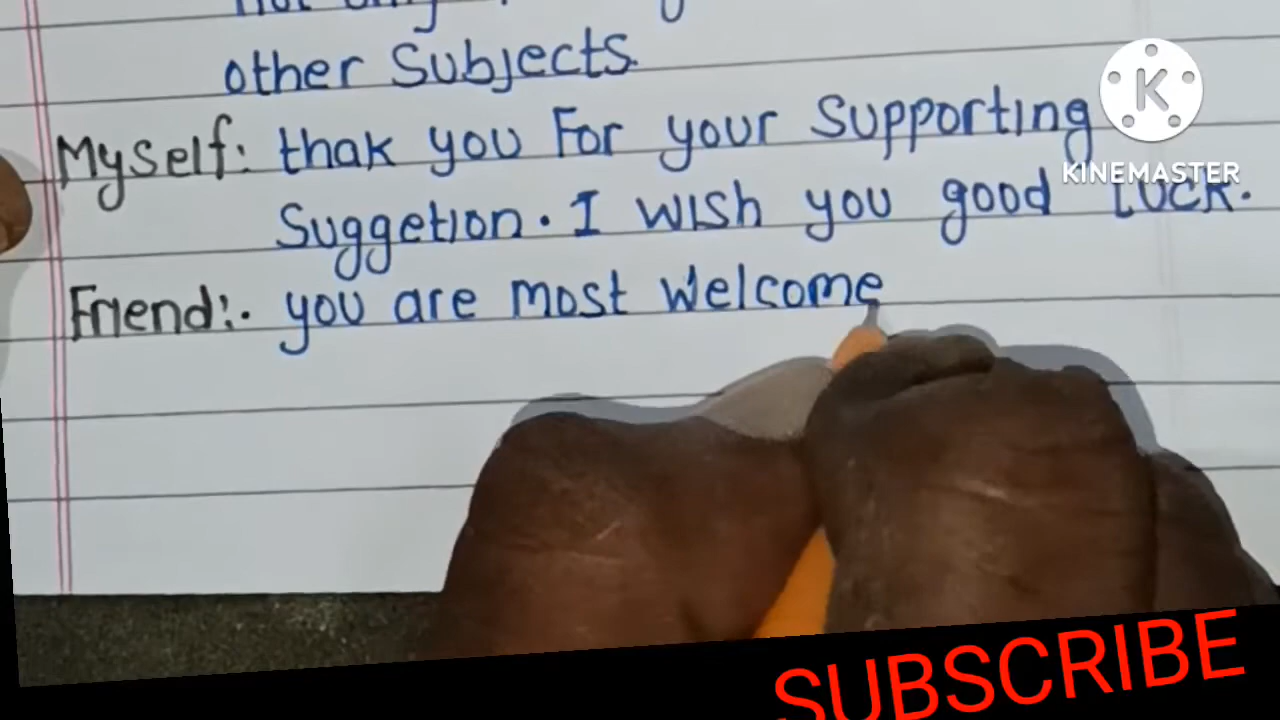 other Subjects.
Myself: thak you For your Supporting
Suggetion. I wish you good luck.
Friend:. you are most welcome
KINEMASTER
SUBSCRIBE